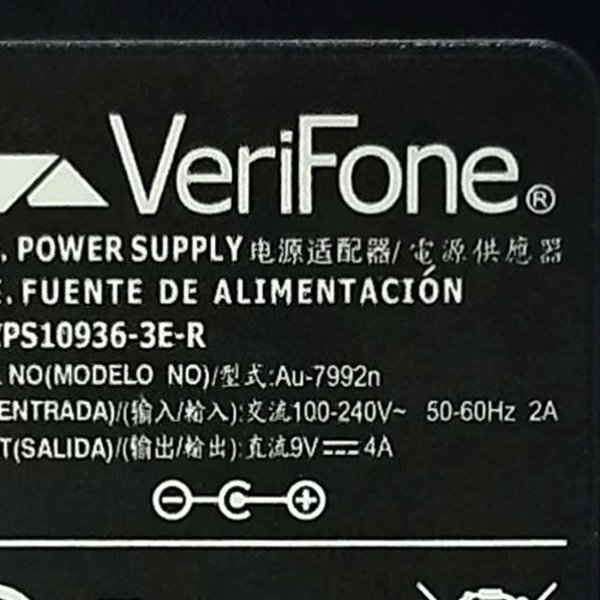 VeriFone®
. POWER SUPPLY 电源适配器/ 電源供應器
. FUENTE DE ALIMENTACIÓN
PS10936-3E-R
NO(MODELO NO)/型式:Au-7992n
ENTRADA)/(输入/輸入):交流100-240V~ 50-60Hz 2A
T(SALIDA)/(输出/輸出):直流9V⎓4A